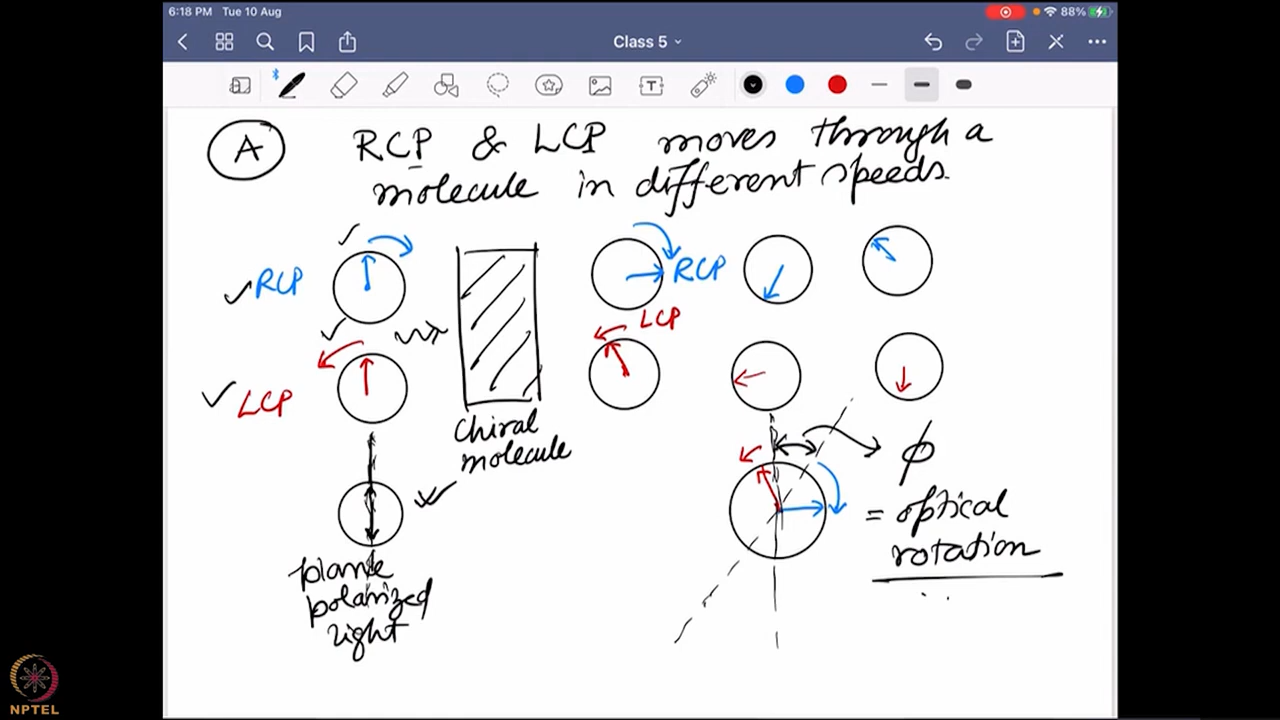 6:18 PM Tue 10 Aug
88%
Class 5
T
A
RCP & LCP moves through a
molecule in different speeds.
RCP
RCP
LCP
LCP
Chiral
molecule
ϕ
= optical
rotation
plane
polarized
light
NPTEL